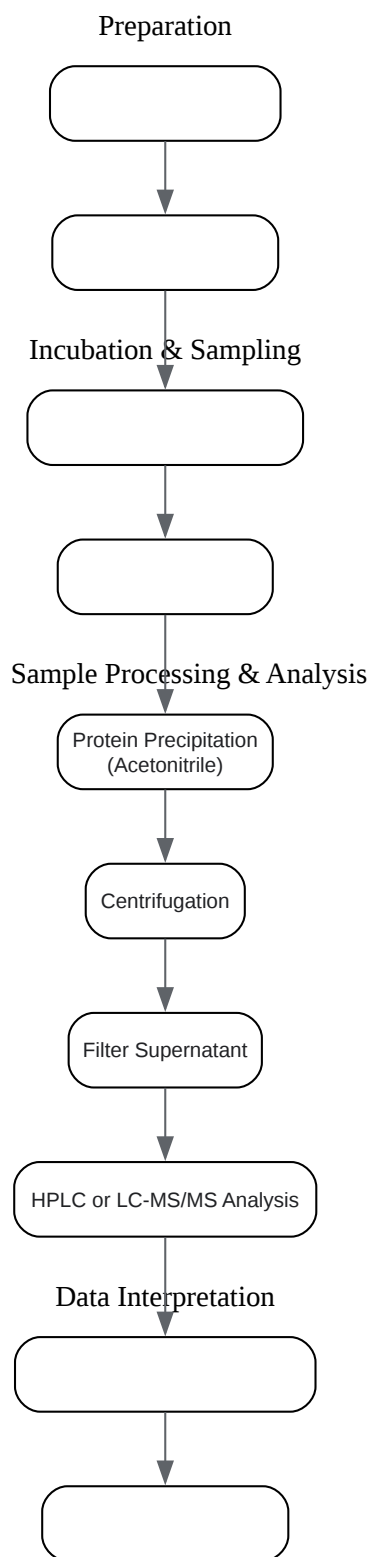 Preparation
Incubation & Sampling
Sample Processing & Analysis
Protein Precipitation
(Acetonitrile)
Centrifugation
Filter Supernatant
HPLC or LC-MS/MS Analysis
Data Interpretation